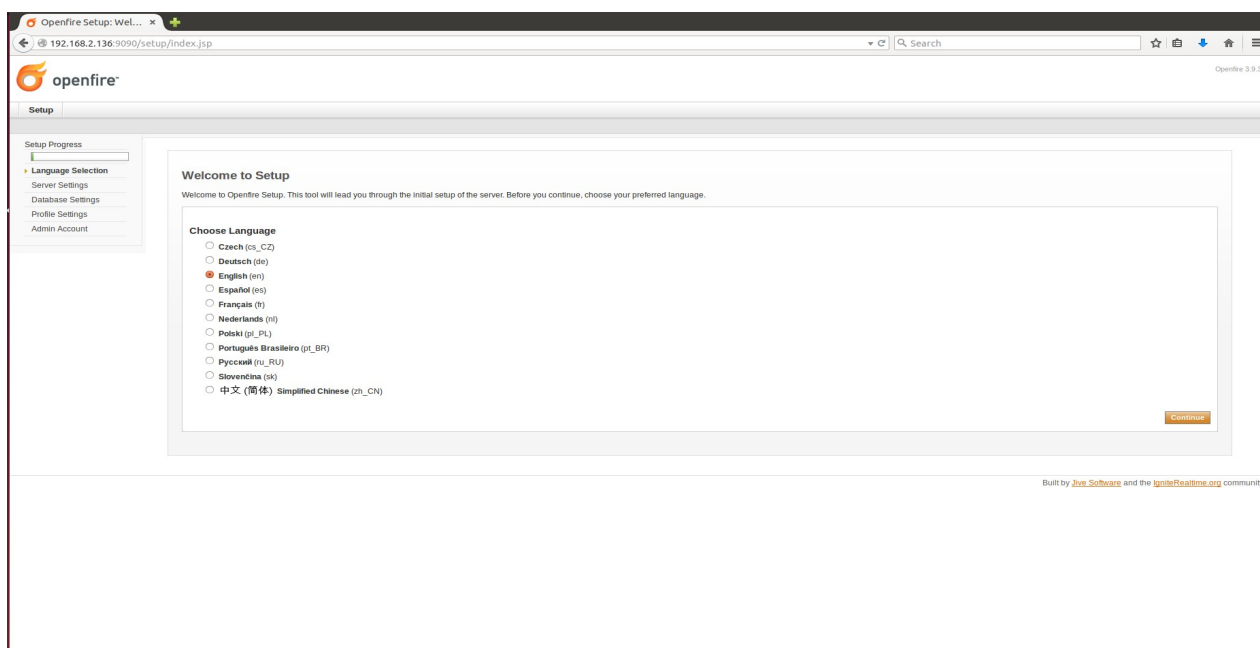 Openfire Setup: Wel... ×
192.168.2.136:9090/setup/index.jsp
Search
openfire
Openfire 3.9.3
Setup
Setup Progress
Language Selection
Server Settings
Database Settings
Profile Settings
Admin Account
Welcome to Setup
Welcome to Openfire Setup. This tool will lead you through the initial setup of the server. Before you continue, choose your preferred language.
Choose Language
Czech (cs_CZ)
Deutsch (de)
English (en)
Español (es)
Français (fr)
Nederlands (nl)
Polski (pl_PL)
Português Brasileiro (pt_BR)
Русский (ru_RU)
Slovenčina (sk)
中文 (简体) Simplified Chinese (zh_CN)
Continue
Built by Jive Software and the IgniteRealtime.org communit